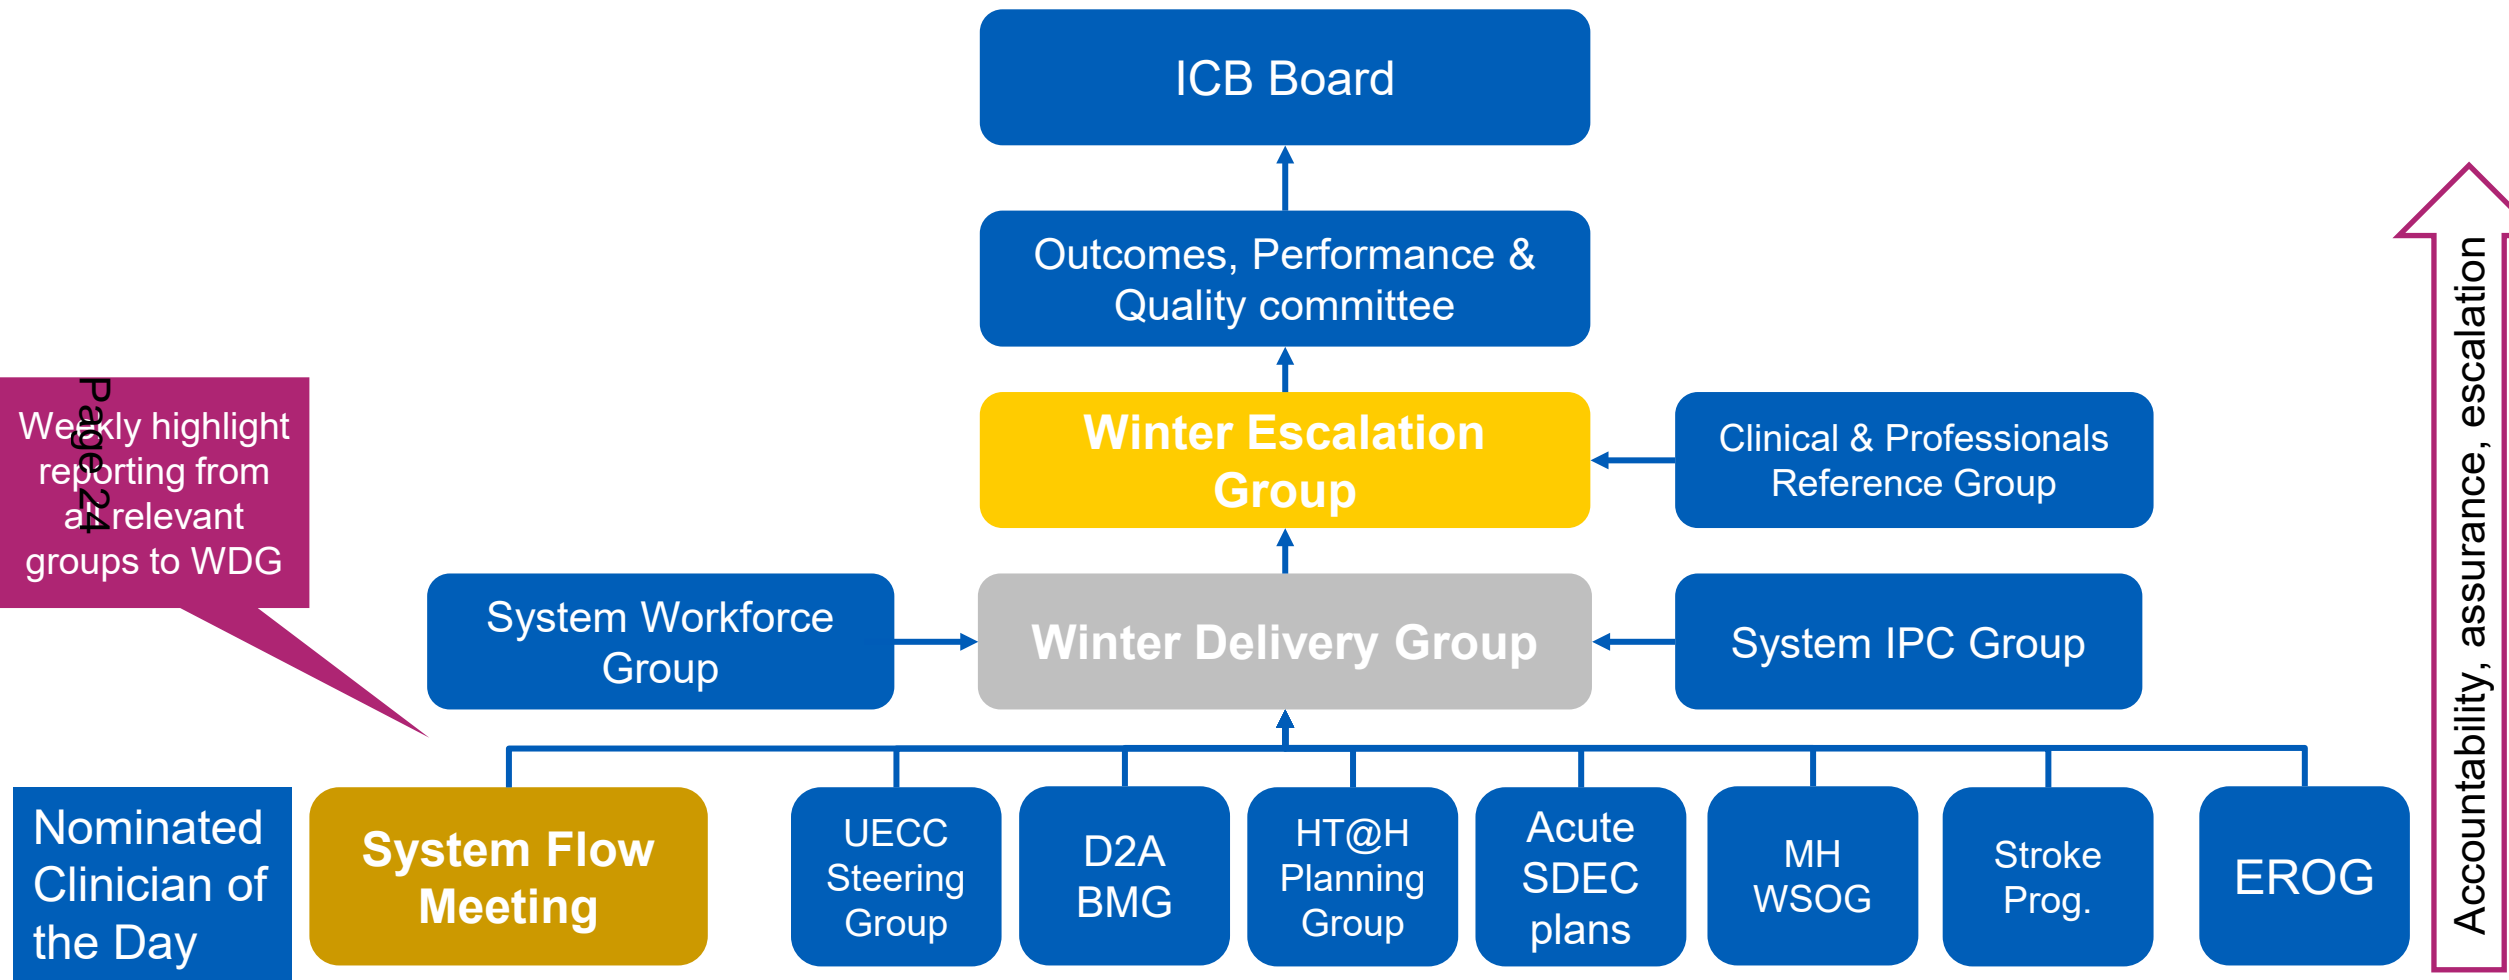 ICB Board
Outcomes, Performance &
Quality committee
Page 24
Weekly highlight
reporting from
all relevant
groups to WDG
Winter Escalation
Group
Clinical & Professionals
Reference Group
System Workforce
Group
Winter Delivery Group
System IPC Group
Nominated
Clinician of
the Day
System Flow
Meeting
UECC
Steering
Group
D2A
BMG
HT@H
Planning
Group
Acute
SDEC
plans
MH
WSOG
Stroke
Prog.
EROG
Accountability, assurance, escalation